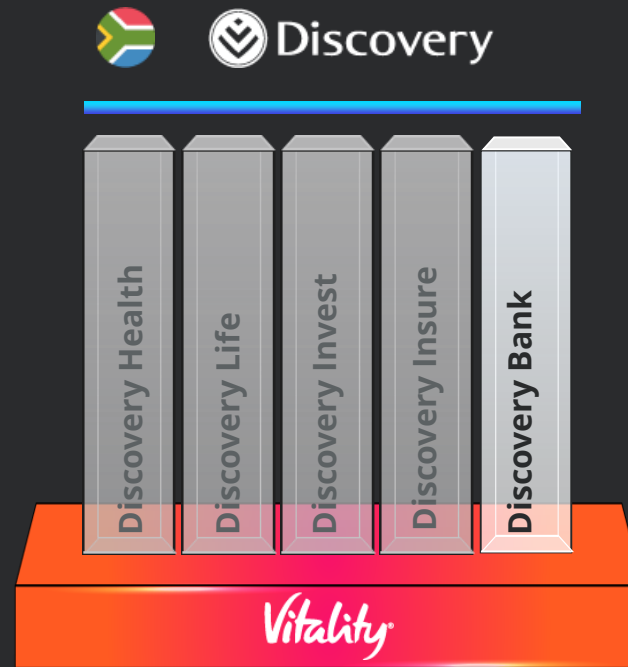 Discovery
Discovery Health
Discovery Life
Discovery Invest
Discovery Insure
Discovery Bank
Vitality®